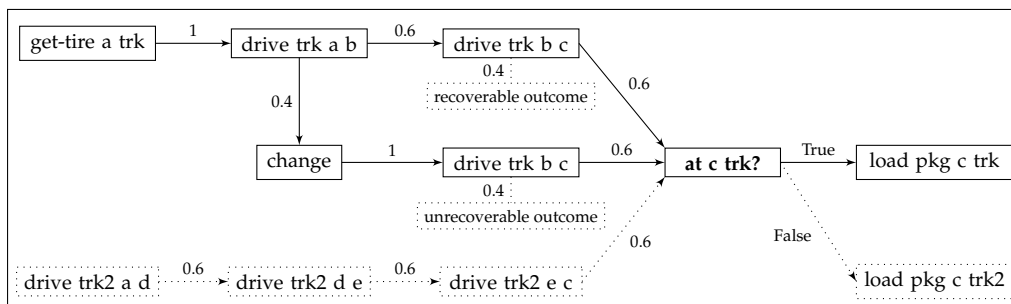 get-tire a trk 1 drive trk a b 0.6 drive trk b c
0.4
recoverable outcome
0.6
0.4
change 1 drive trk b c 0.6 at c trk? True load pkg c trk
0.4
unrecoverable outcome
0.6
False
drive trk2 a d 0.6 drive trk2 d e 0.6 drive trk2 e c
load pkg c trk2